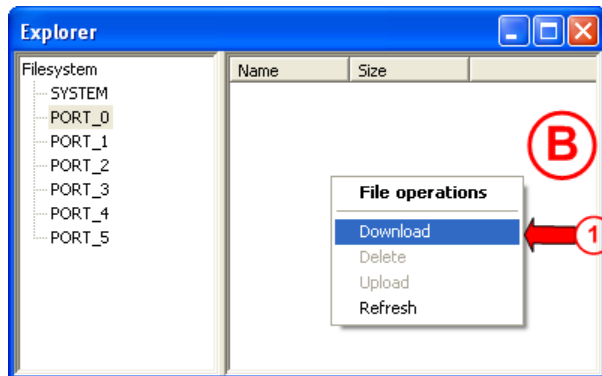 Explorer
Filesystem
SYSTEM
PORT_0
PORT_1
PORT_2
PORT_3
PORT_4
PORT_5
Name Size
B
File operations
Download
1
Delete
Upload
Refresh